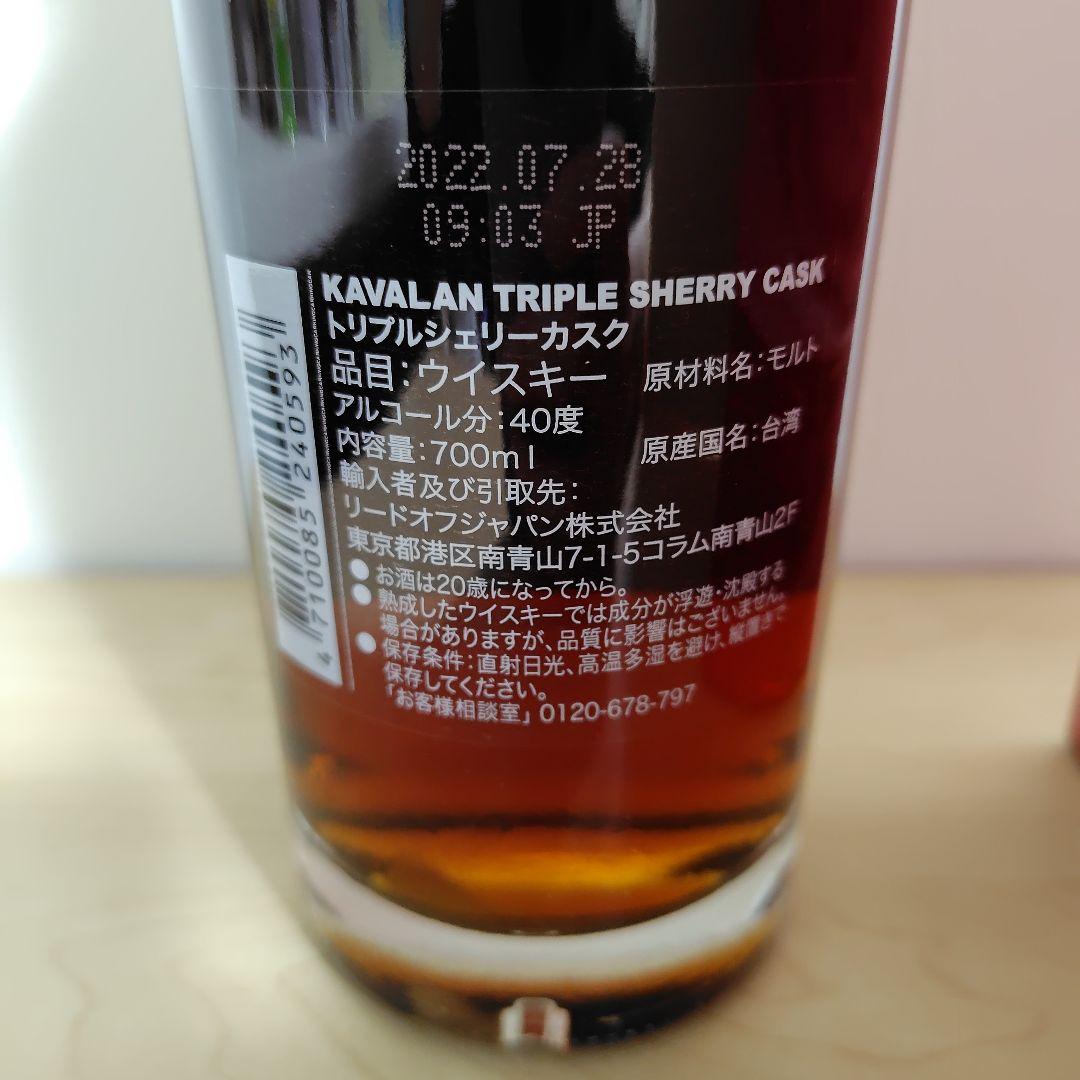 2022.07.28
09:03 JP
KAVALAN TRIPLE SHERRY CASK
トリプルシェリーカスク
品目:ウイスキー 原材料名:モルト
アルコール分:40度
内容量:700ml 原産国名:台湾
輸入者及び引取先:
リードオフジャパン株式会社
東京都港区南青山7-1-5コラム南青山2F
●お酒は20歳になってから。
●熟成したウイスキーでは成分が浮遊・沈殿する
場合がありますが、品質に影響はございません。
●保存条件:直射日光、高温多湿を避け、縦置きで
保存してください。
「お客様相談室」0120-678-797
4 710085 240593